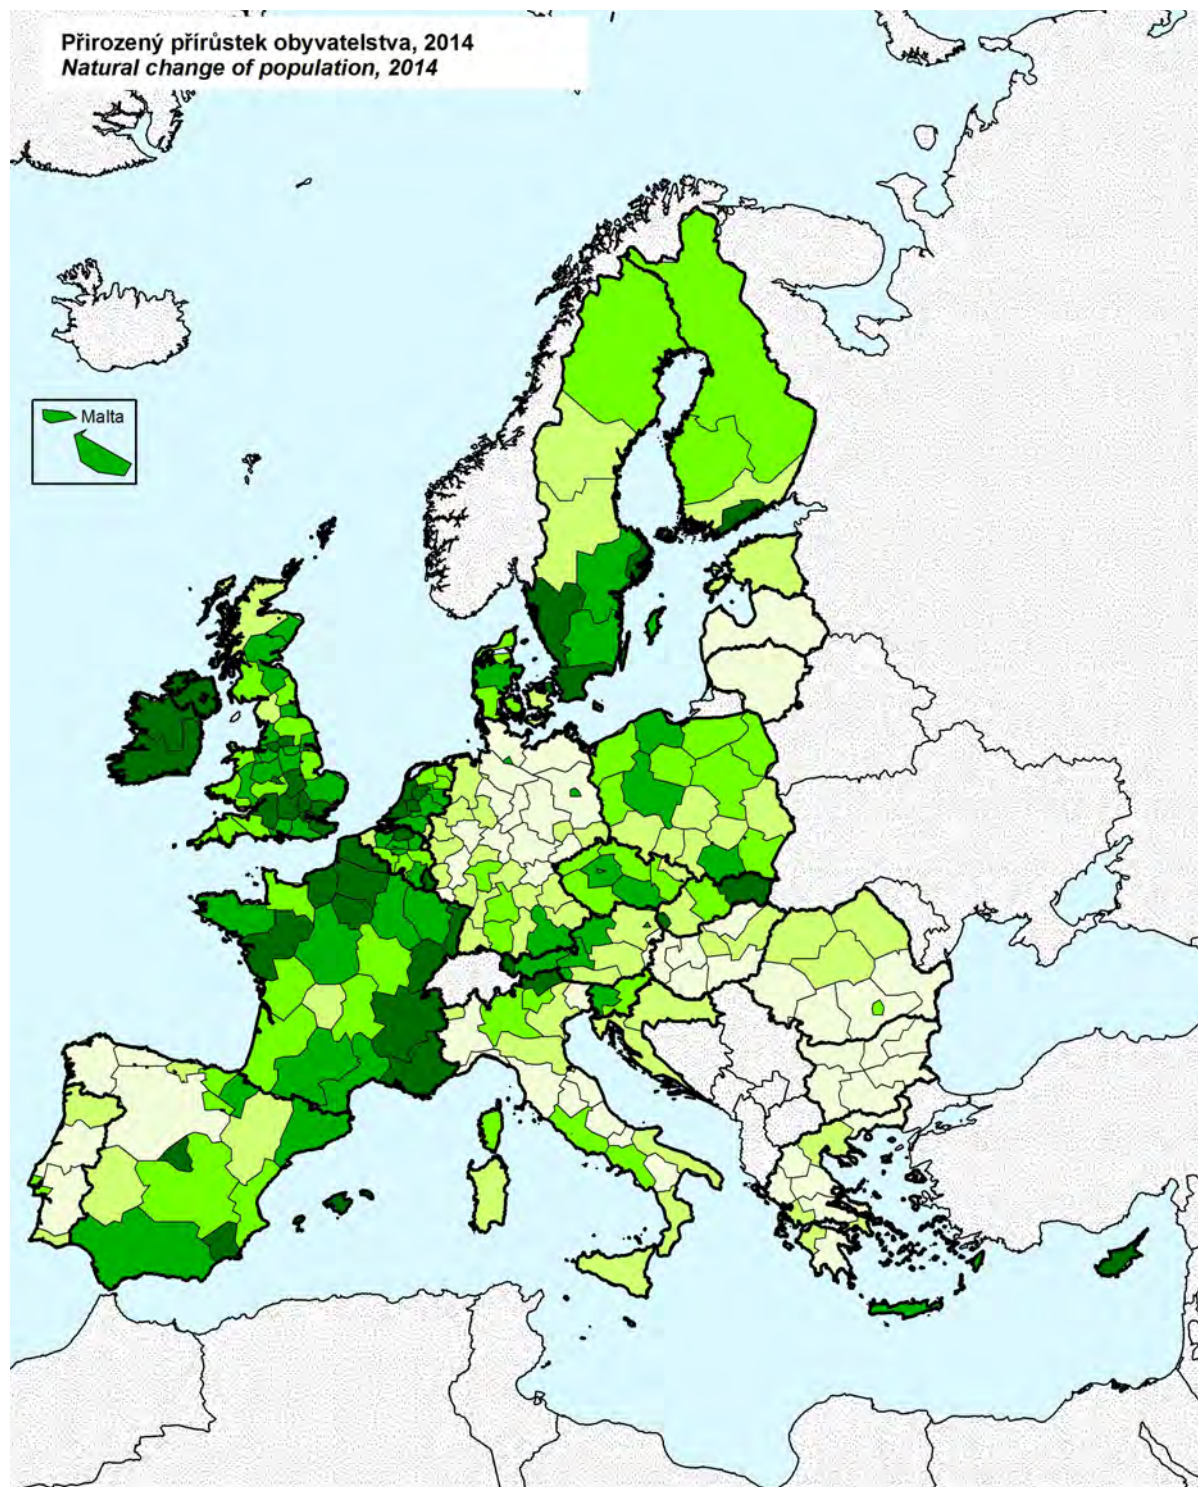 Přirozený přírůstek obyvatelstva, 2014
Natural change of population, 2014
Malta